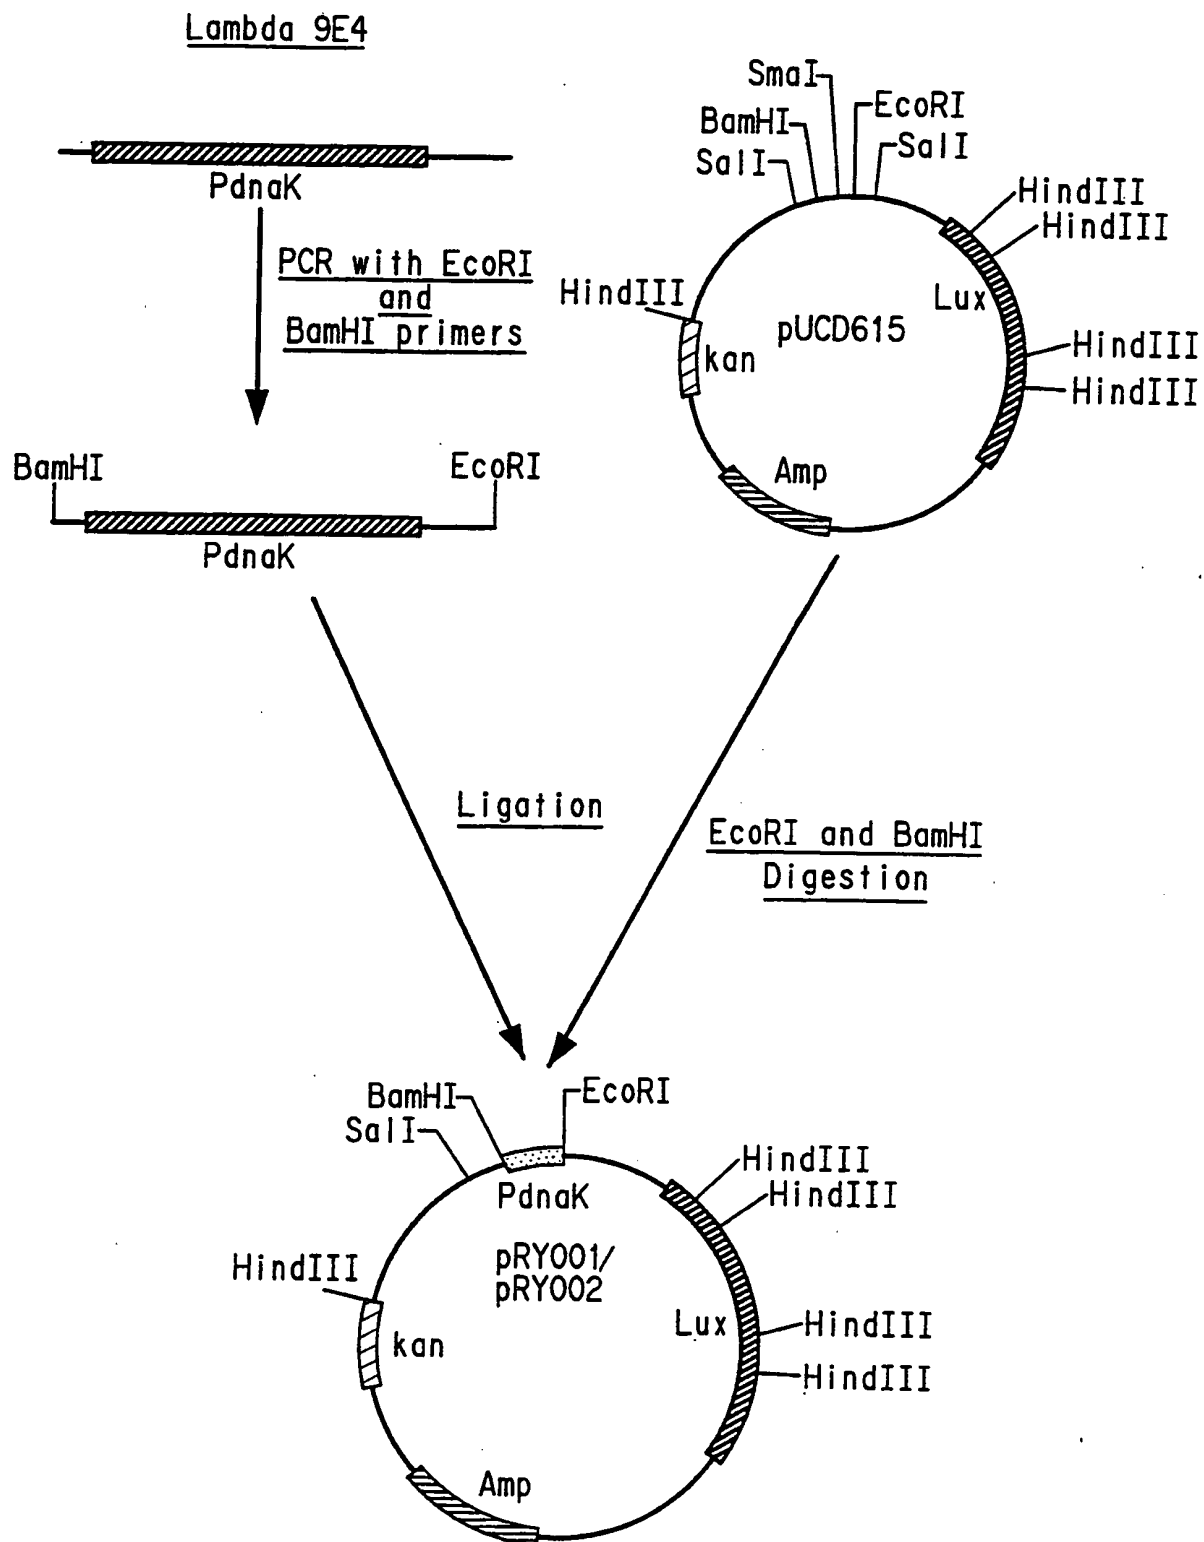 Lambda 9E4
PdnaK
PCR with EcoRI
and
BamHI primers
BamHI
EcoRI
PdnaK
SmaI
EcoRI
BamHI
SalI
SalI
HindIII
HindIII
HindIII
Lux
pUCD615
kan
HindIII
HindIII
Amp
Ligation
EcoRI and BamHI
Digestion
BamHI
EcoRI
SalI
PdnaK
HindIII
HindIII
pRY001/
pRY002
HindIII
Lux
HindIII
kan
HindIII
Amp